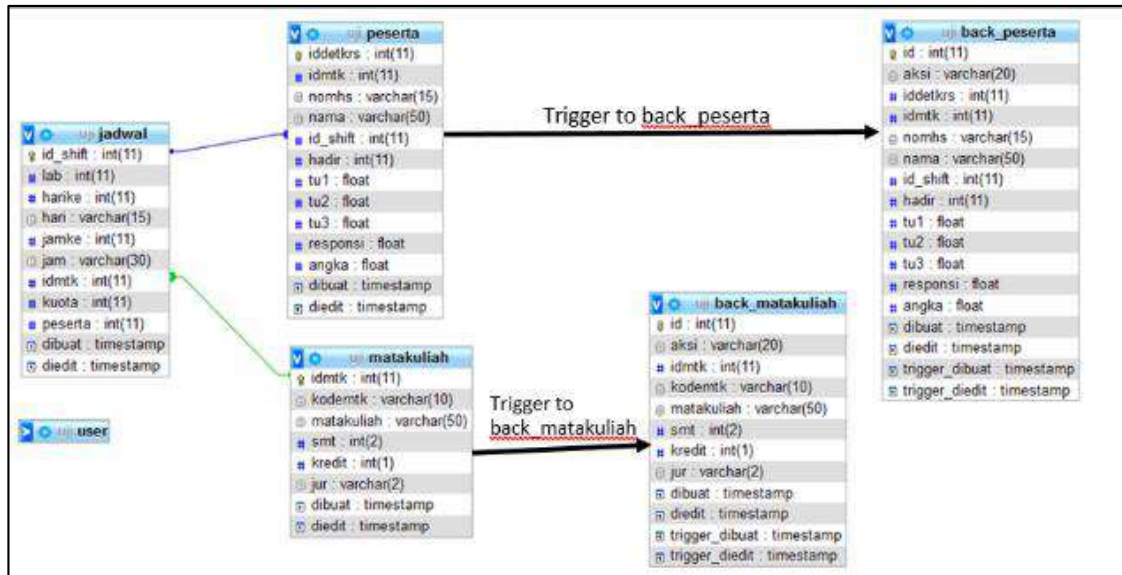 uji jadwal
id_shift : int(11)
lab : int(11)
harike : int(11)
hari : varchar(15)
jamke : int(11)
jam : varchar(30)
idmtk : int(11)
kuota : int(11)
peserta : int(11)
dibuat : timestamp
diedit : timestamp
uji user
uji peserta
iddetkrs : int(11)
idmtk : int(11)
nomhs : varchar(15)
nama : varchar(50)
id_shift : int(11)
hadir : int(11)
tu1 : float
tu2 : float
tu3 : float
responsi : float
angka : float
dibuat : timestamp
diedit : timestamp
uji matakuliah
idmtk : int(11)
kodemtk : varchar(10)
matakuliah : varchar(50)
smt : int(2)
kredit : int(1)
jur : varchar(2)
dibuat : timestamp
diedit : timestamp
Trigger to back_peserta
Trigger to
back_matakuliah
uji back_matakuliah
id : int(11)
aksi : varchar(20)
idmtk : int(11)
kodemtk : varchar(10)
matakuliah : varchar(50)
smt : int(2)
kredit : int(1)
jur : varchar(2)
dibuat : timestamp
diedit : timestamp
trigger_dibuat : timestamp
trigger_diedit : timestamp
uji back_peserta
id : int(11)
aksi : varchar(20)
iddetkrs : int(11)
idmtk : int(11)
nomhs : varchar(15)
nama : varchar(50)
id_shift : int(11)
hadir : int(11)
tu1 : float
tu2 : float
tu3 : float
responsi : float
angka : float
dibuat : timestamp
diedit : timestamp
trigger_dibuat : timestamp
trigger_diedit : timestamp